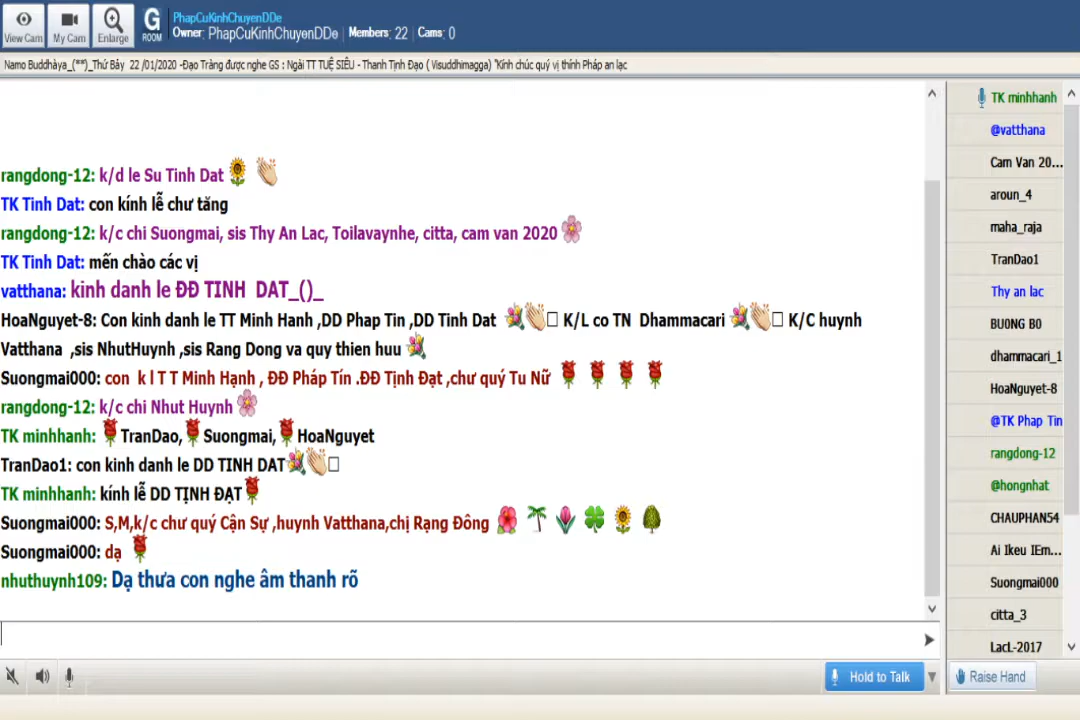 View Cam
My Cam
Enlarge
G
ROOM
PhapCuKinhChuyenDDe
Owner: PhapCuKinhChuyenDDe
Members: 22
Cams: 0
Namo Buddhàya_(**)_Thứ Bảy 22 /01/2020 -Đạo Tràng được nghe GS : Ngài TT TUỆ SIÊU - Thanh Tịnh Đạo ( Visuddhimagga) "Kính chúc quý vị thính Pháp an lạc
rangdong-12: k/d le Su Tinh Dat
TK Tinh Dat: con kính lễ chư tăng
rangdong-12: k/c chi Suongmai, sis Thy An Lac, Toilavaynhe, citta, cam van 2020
TK Tinh Dat: mến chào các vị
vatthana: kinh danh le ĐĐ TINH DAT_()_
HoaNguyet-8: Con kinh danh le TT Minh Hanh ,DD Phap Tin ,DD Tinh Dat K/L co TN Dhammacari K/C huynh
Vatthana ,sis NhutHuynh ,sis Rang Dong va quy thien huu
Suongmai000: con k l T T Minh Hạnh , ĐĐ Pháp Tín .ĐĐ Tịnh Đạt ,chư quý Tu Nữ
rangdong-12: k/c chi Nhut Huynh
TK minhhanh: TranDao, Suongmai, HoaNguyet
TranDao1: con kinh danh le DD TINH DAT
TK minhhanh: kính lễ DD TỊNH ĐẠT
Suongmai000: S,M,k/c chư quý Cận Sự ,huynh Vatthana,chị Rạng Đông
Suongmai000: dạ
nhuthuynh109: Dạ thưa con nghe âm thanh rõ
Hold to Talk
TK minhhanh
@vatthana
Cam Van 20...
aroun_4
maha_raja
TranDao1
Thy an lac
BU0NG B0
dhammacari_1
HoaNguyet-8
@TK Phap Tin
rangdong-12
@hongnhat
CHAUPHAN54
Ai Ikeu IEm...
Suongmai000
citta_3
LacL-2017
Raise Hand